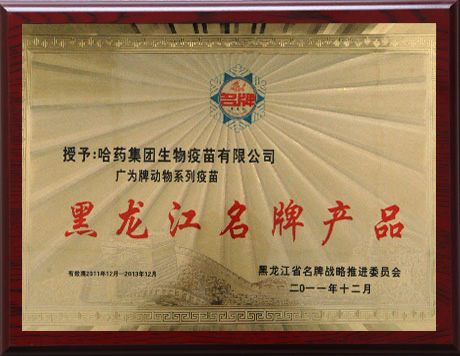 名牌
授予:哈药集团生物疫苗有限公司
广为牌动物系列疫苗
黑龙江名牌产品
有效期2011年12月—2013年12月
黑龙江省名牌战略推进委员会
二〇一一年十二月